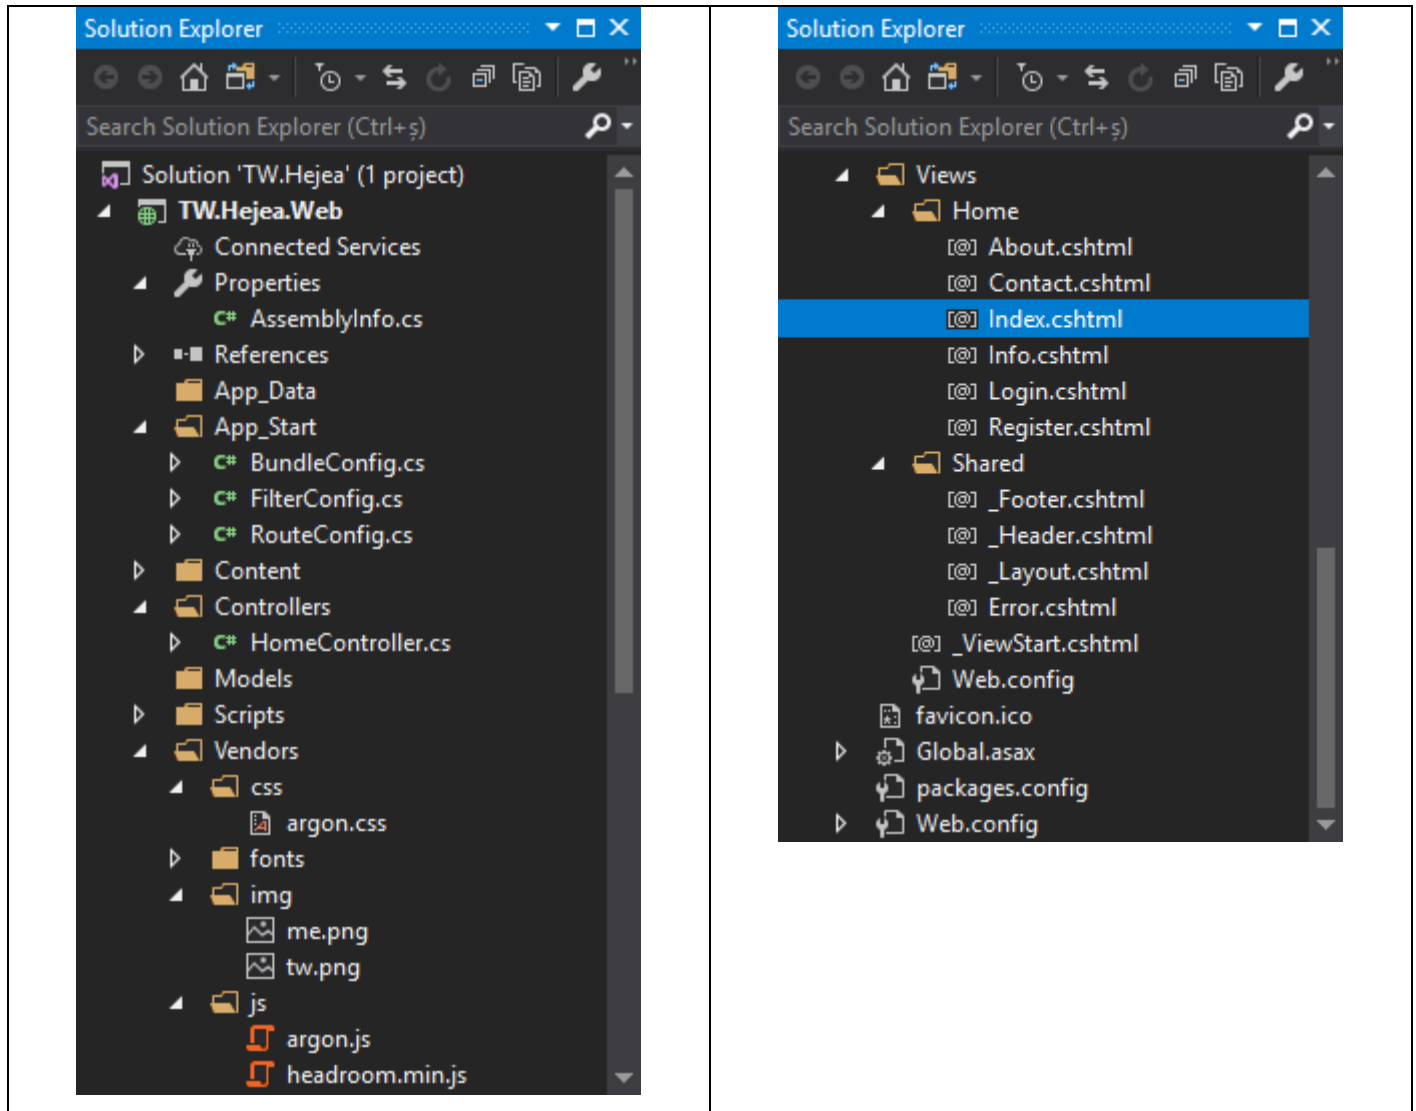 Solution Explorer
Search Solution Explorer (Ctrl+ș)
Solution 'TW.Hejea' (1 project)
TW.Hejea.Web
Connected Services
Properties
C# AssemblyInfo.cs
References
App_Data
App_Start
C# BundleConfig.cs
C# FilterConfig.cs
C# RouteConfig.cs
Content
Controllers
C# HomeController.cs
Models
Scripts
Vendors
css
argon.css
fonts
img
me.png
tw.png
js
argon.js
headroom.min.js
Solution Explorer
Search Solution Explorer (Ctrl+ș)
Views
Home
[@] About.cshtml
[@] Contact.cshtml
[@] Index.cshtml
[@] Info.cshtml
[@] Login.cshtml
[@] Register.cshtml
Shared
[@] _Footer.cshtml
[@] _Header.cshtml
[@] _Layout.cshtml
[@] Error.cshtml
[@] _ViewStart.cshtml
Web.config
favicon.ico
Global.asax
packages.config
Web.config